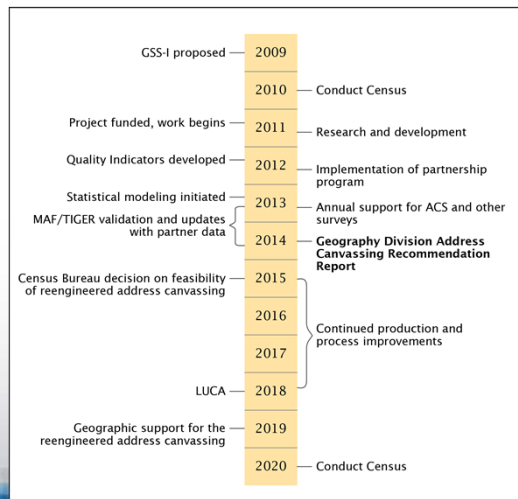 GSS-I proposed
2009
2010
Conduct Census
Project funded, work begins
2011
Research and development
Quality Indicators developed
2012
Implementation of partnership
program
Statistical modeling initiated
2013
Annual support for ACS and other
surveys
MAF/TIGER validation and updates
with partner data
2014
Geography Division Address
Canvassing Recommendation
Report
Census Bureau decision on feasibility
of reengineered address canvassing
2015
2016
Continued production and
process improvements
2017
LUCA
2018
Geographic support for the
reengineered address canvassing
2019
2020
Conduct Census